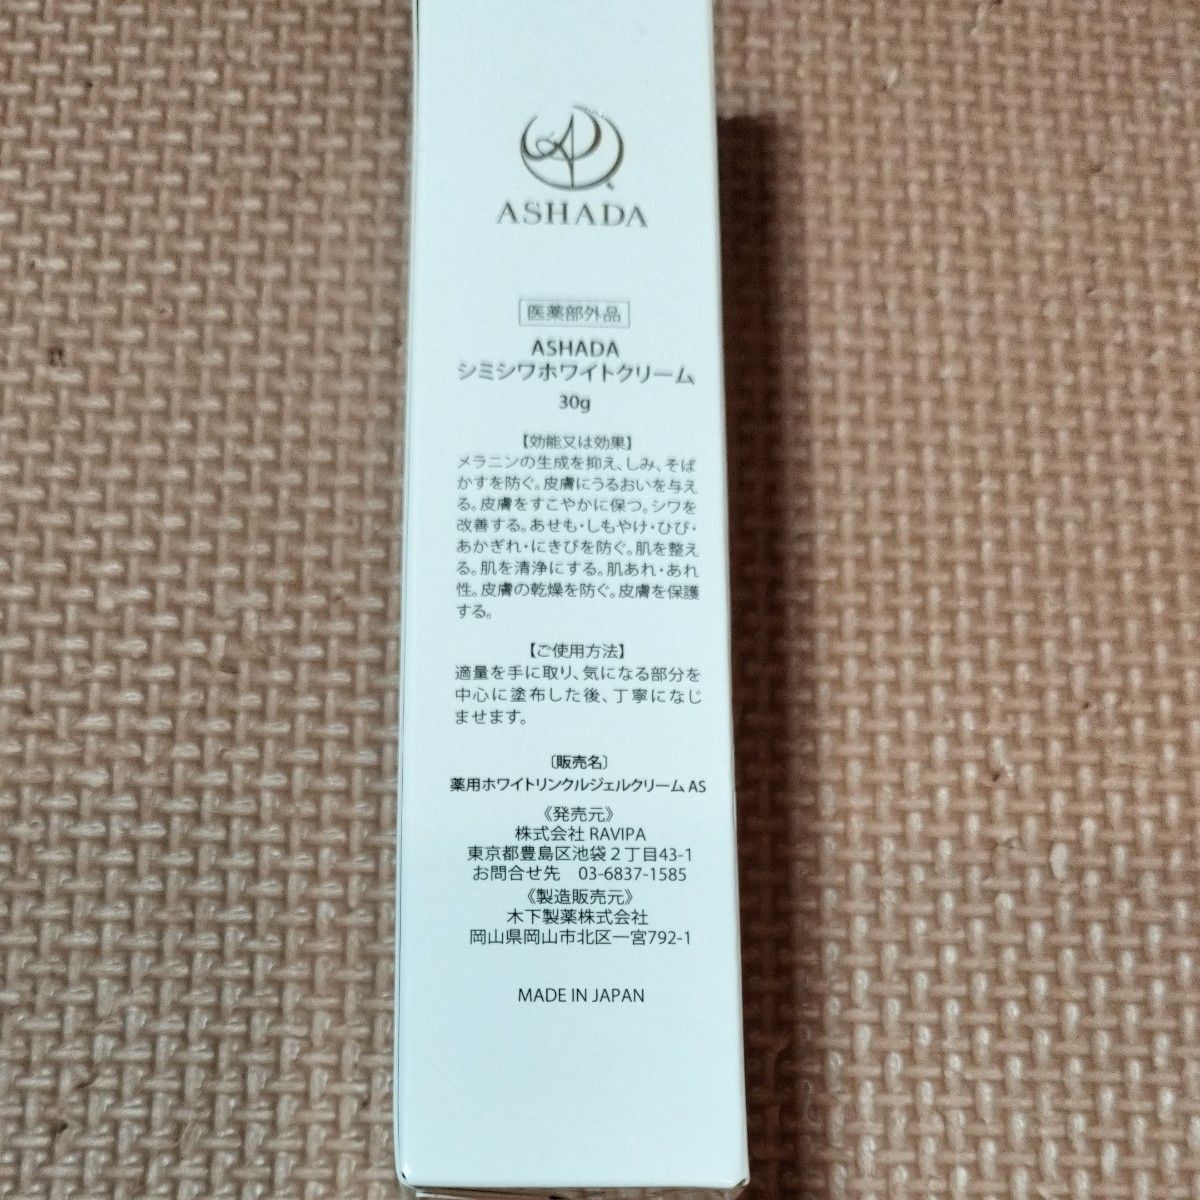 ASHADA
医薬部外品
ASHADA
シミシワホワイトクリーム
30g
【効能又は効果】
メラニンの生成を抑え、しみ、そば
かすを防ぐ。皮膚にうるおいを与え
る。皮膚をすこやかに保つ。シワを
改善する。あせも・しもやけ・ひび・
あかぎれ・にきびを防ぐ。肌を整え
る。肌を清浄にする。肌あれ・あれ
性。皮膚の乾燥を防ぐ。皮膚を保護
する。
【ご使用方法】
適量を手に取り、気になる部分を
中心に塗布した後、丁寧になじ
ませます。
〔販売名〕
薬用ホワイトリンクルジェルクリーム AS
《発売元》
株式会社 RAVIPA
東京都豊島区池袋2丁目43-1
お問合せ先　03-6837-1585
《製造販売元》
木下製薬株式会社
岡山県岡山市北区一宮792-1
MADE IN JAPAN